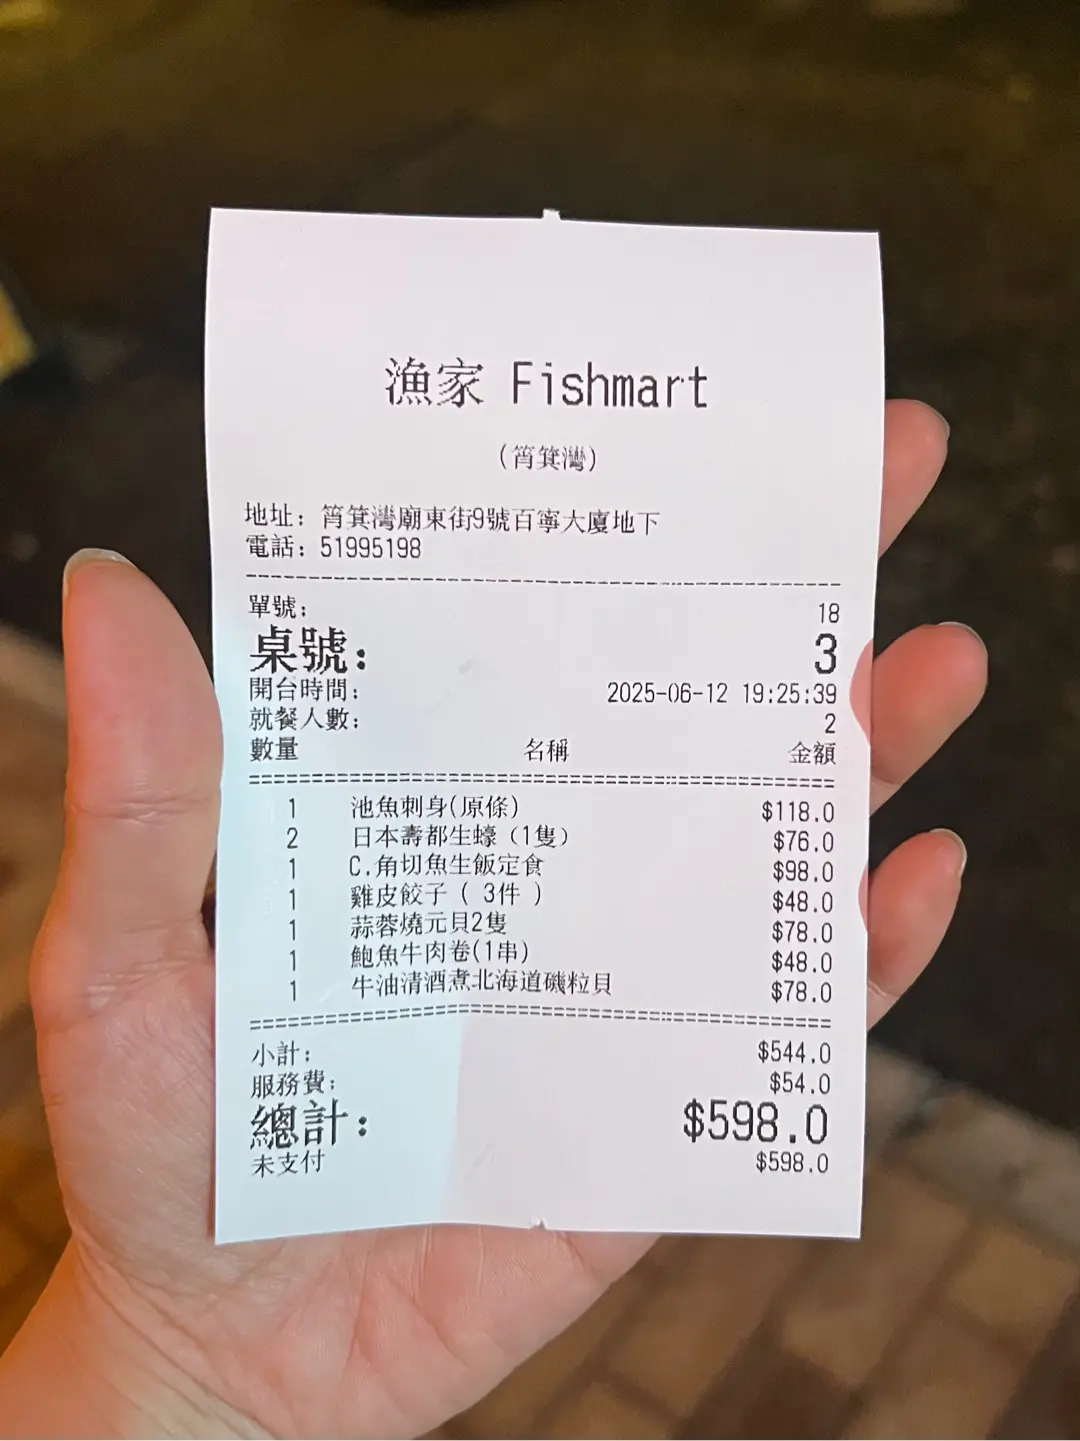 漁家 Fishmart
(筲箕灣)
地址: 筲箕灣廟東街9號百寧大廈地下
電話: 51995198
單號: 18
桌號: 3
開台時間: 2025-06-12 19:25:39
就餐人數: 2
數量 名稱 金額
1 池魚刺身(原條) $118.0
2 日本壽都生蠔（1隻） $76.0
1 C.角切魚生飯定食 $98.0
1 雞皮餃子 ( 3件 ) $48.0
1 蒜蓉燒元貝2隻 $78.0
1 鮑魚牛肉卷(1串) $48.0
1 牛油清酒煮北海道磯粒貝 $78.0
小計: $544.0
服務費: $54.0
總計: $598.0
未支付 $598.0